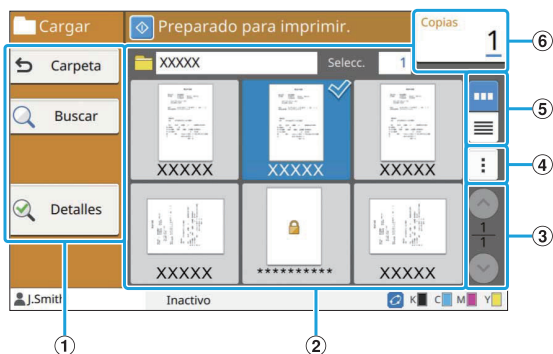 Cargar
Preparado para imprimir.
Copias
1
Carpeta
Buscar
Detalles
XXXXX
Selecc.
1
XXXXX
XXXXX
XXXXX
XXXXX
**********
XXXXX
1
1
J.Smith
Inactivo
K
C
M
Y
1
2
3
4
5
6